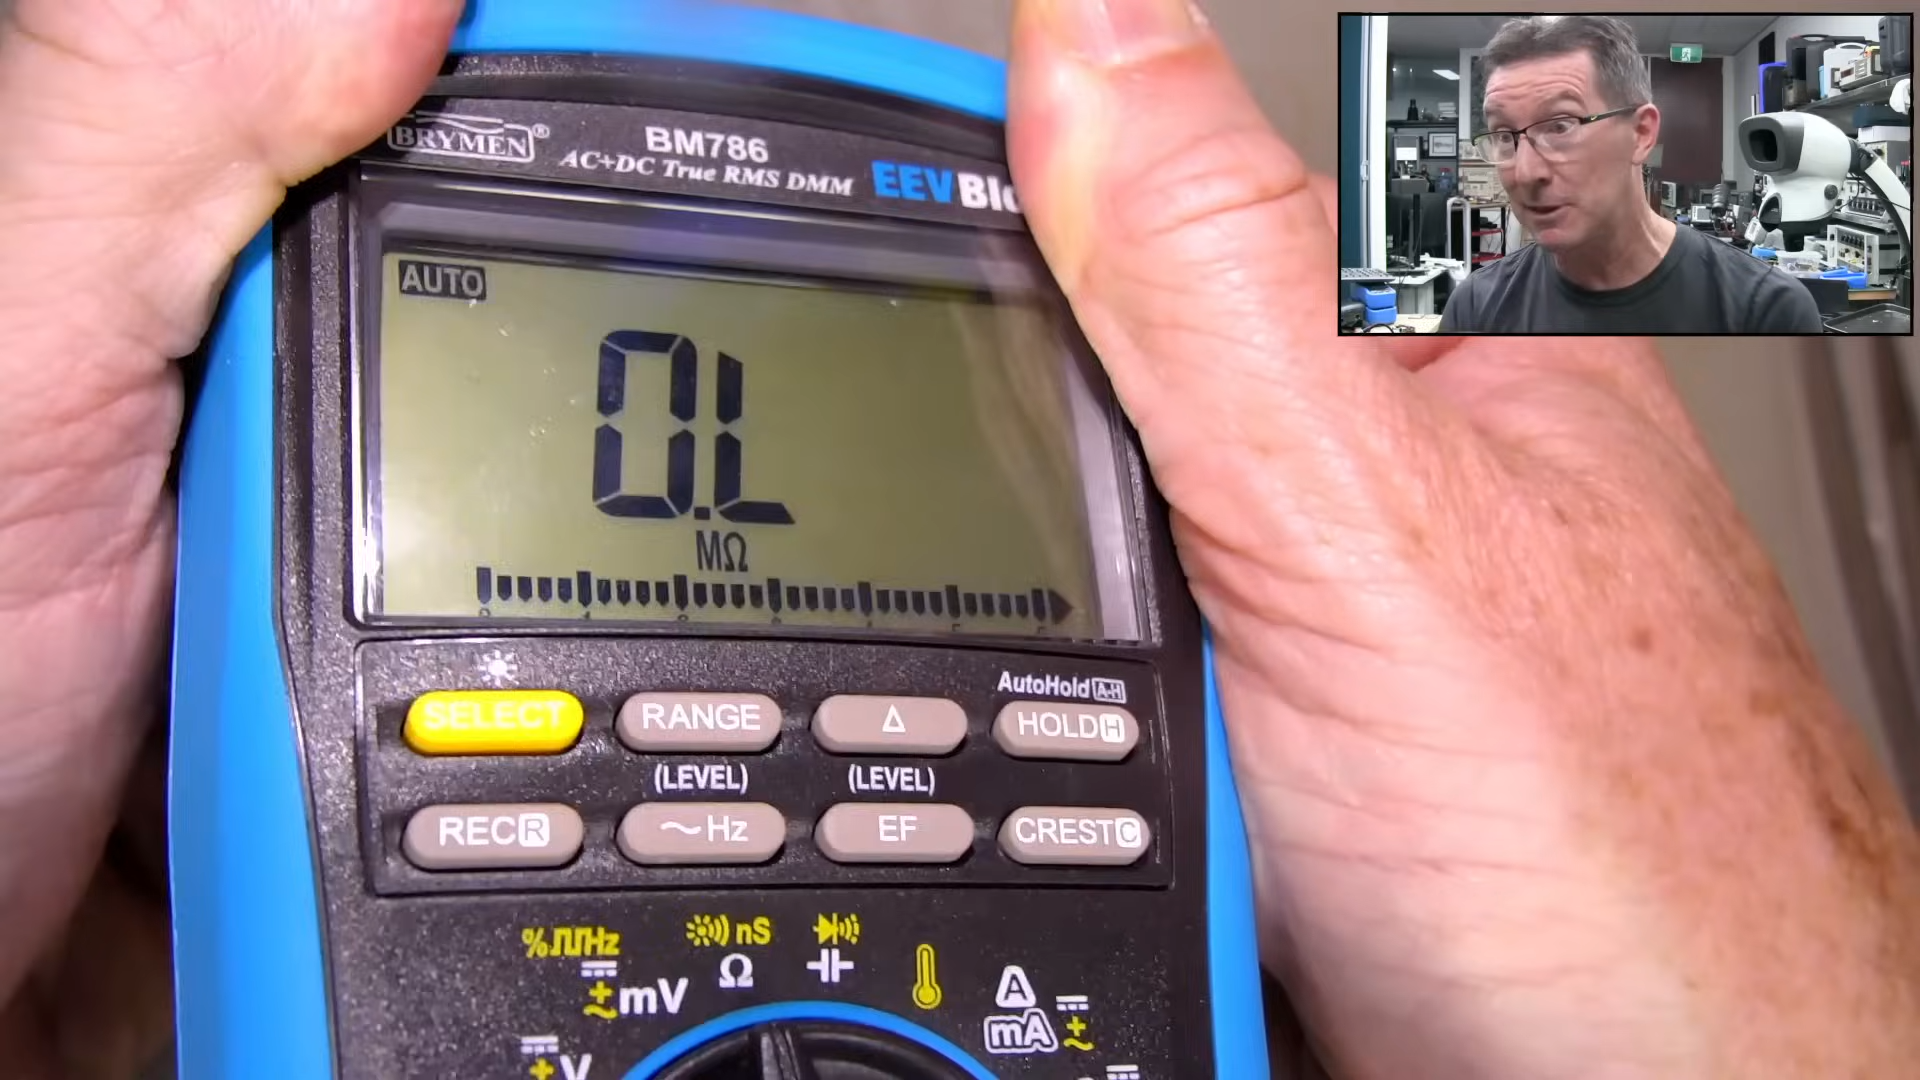 BRYMEN®
BM786
AC+DC True RMS DMM
EEVBlo
AUTO
0.L
MΩ
AutoHold A-H
SELECT
RANGE
Δ
HOLD H
(LEVEL)
(LEVEL)
REC R
~Hz
EF
CREST C
% Hz
nS
mV
Ω
A
mA
V